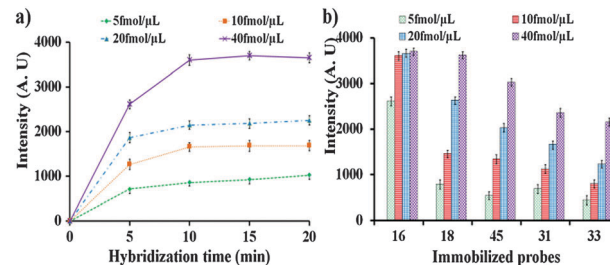 a)
5fmol/µL
10fmol/µL
20fmol/µL
40fmol/µL
Intensity (A. U)
4000
3000
2000
1000
0
0 5 10 15 20
Hybridization time (min)
b)
5fmol/µL
10fmol/µL
20fmol/µL
40fmol/µL
Intensity (A. U)
4000
3000
2000
1000
0
16 18 45 31 33
Immobilized probes